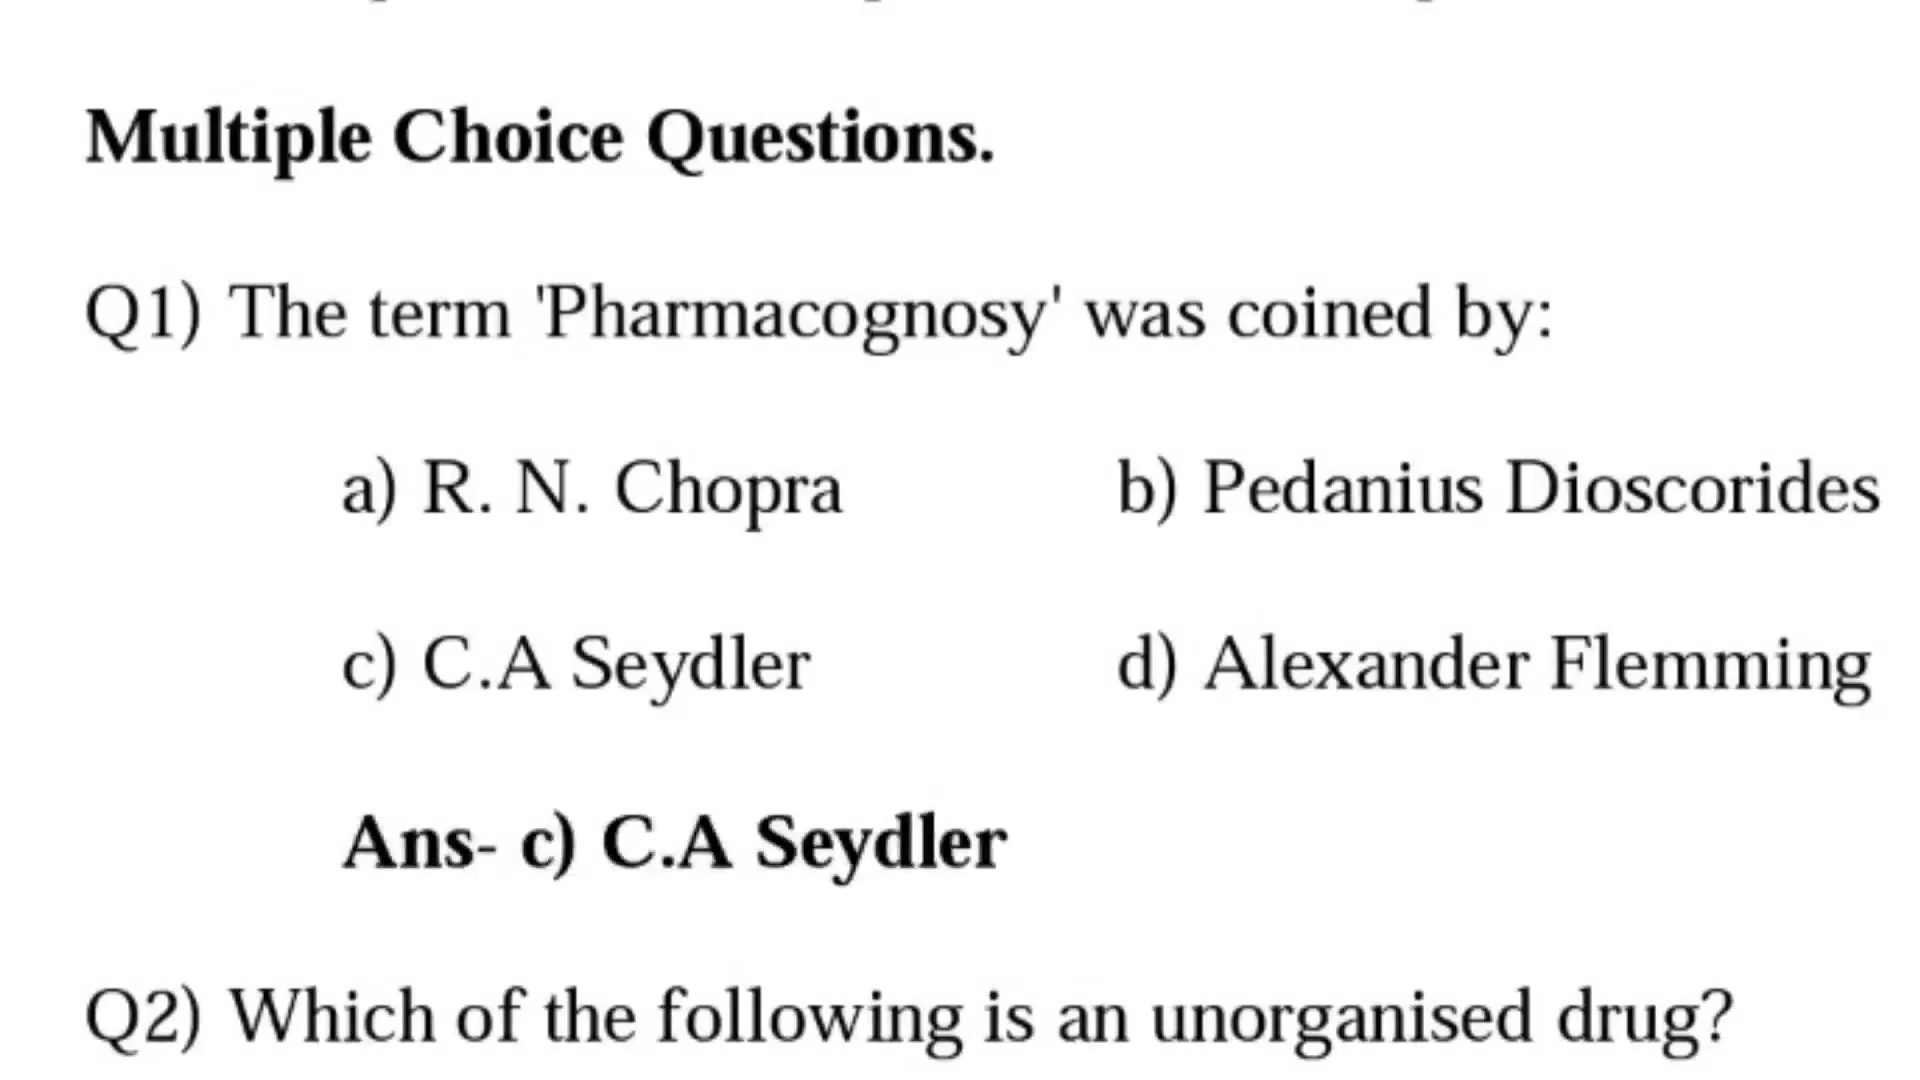 Multiple Choice Questions.
Q1) The term 'Pharmacognosy' was coined by:
a) R. N. Chopra b) Pedanius Dioscorides
c) C.A Seydler d) Alexander Flemming
Ans- c) C.A Seydler
Q2) Which of the following is an unorganised drug?